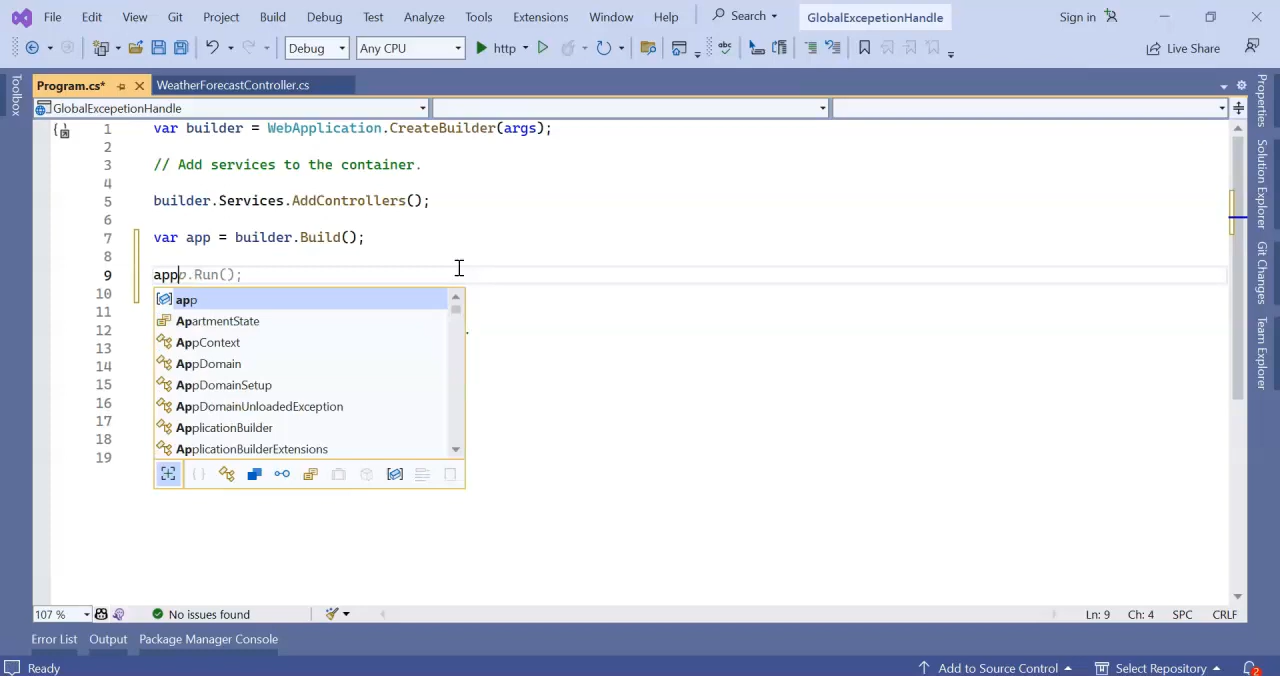 File Edit View Git Project Build Debug Test Analyze Tools Extensions Window Help Search GlobalExcepetionHandle Sign in
Debug Any CPU http Live Share
Program.cs* WeatherForecastController.cs
GlobalExcepetionHandle
Toolbox
Properties
Solution Explorer
Git Changes
Team Explorer
1 var builder = WebApplication.CreateBuilder(args);
2
3 // Add services to the container.
4
5 builder.Services.AddControllers();
6
7 var app = builder.Build();
8
9 app.Run();
10
11
12 .
13
14
15
16
17
18
19
app
ApartmentState
AppContext
AppDomain
AppDomainSetup
AppDomainUnloadedException
ApplicationBuilder
ApplicationBuilderExtensions
107 % No issues found Ln: 9 Ch: 4 SPC CRLF
Error List Output Package Manager Console
Ready Add to Source Control Select Repository 2